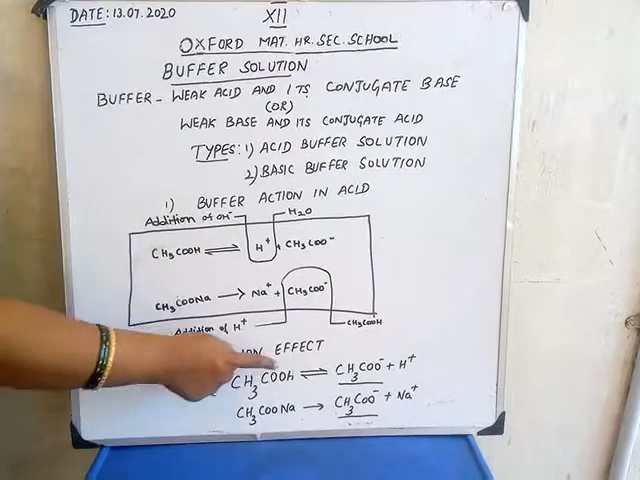 DATE: 13.07.2020
XII
OXFORD MAT. HR. SEC. SCHOOL
BUFFER SOLUTION
BUFFER - WEAK ACID AND ITS CONJUGATE BASE
(OR)
WEAK BASE AND ITS CONJUGATE ACID
TYPES: 1) ACID BUFFER SOLUTION
2) BASIC BUFFER SOLUTION
1) BUFFER ACTION IN ACID
Addition of OH⁻ H₂O
CH₃COOH ⇌ H⁺ + CH₃COO⁻
CH₃COONa → Na⁺ + CH₃COO⁻
Addition of H⁺ CH₃COOH
EFFECT
CH₃COOH ⇌ CH₃COO⁻ + H⁺
CH₃COONa → CH₃COO⁻ + Na⁺